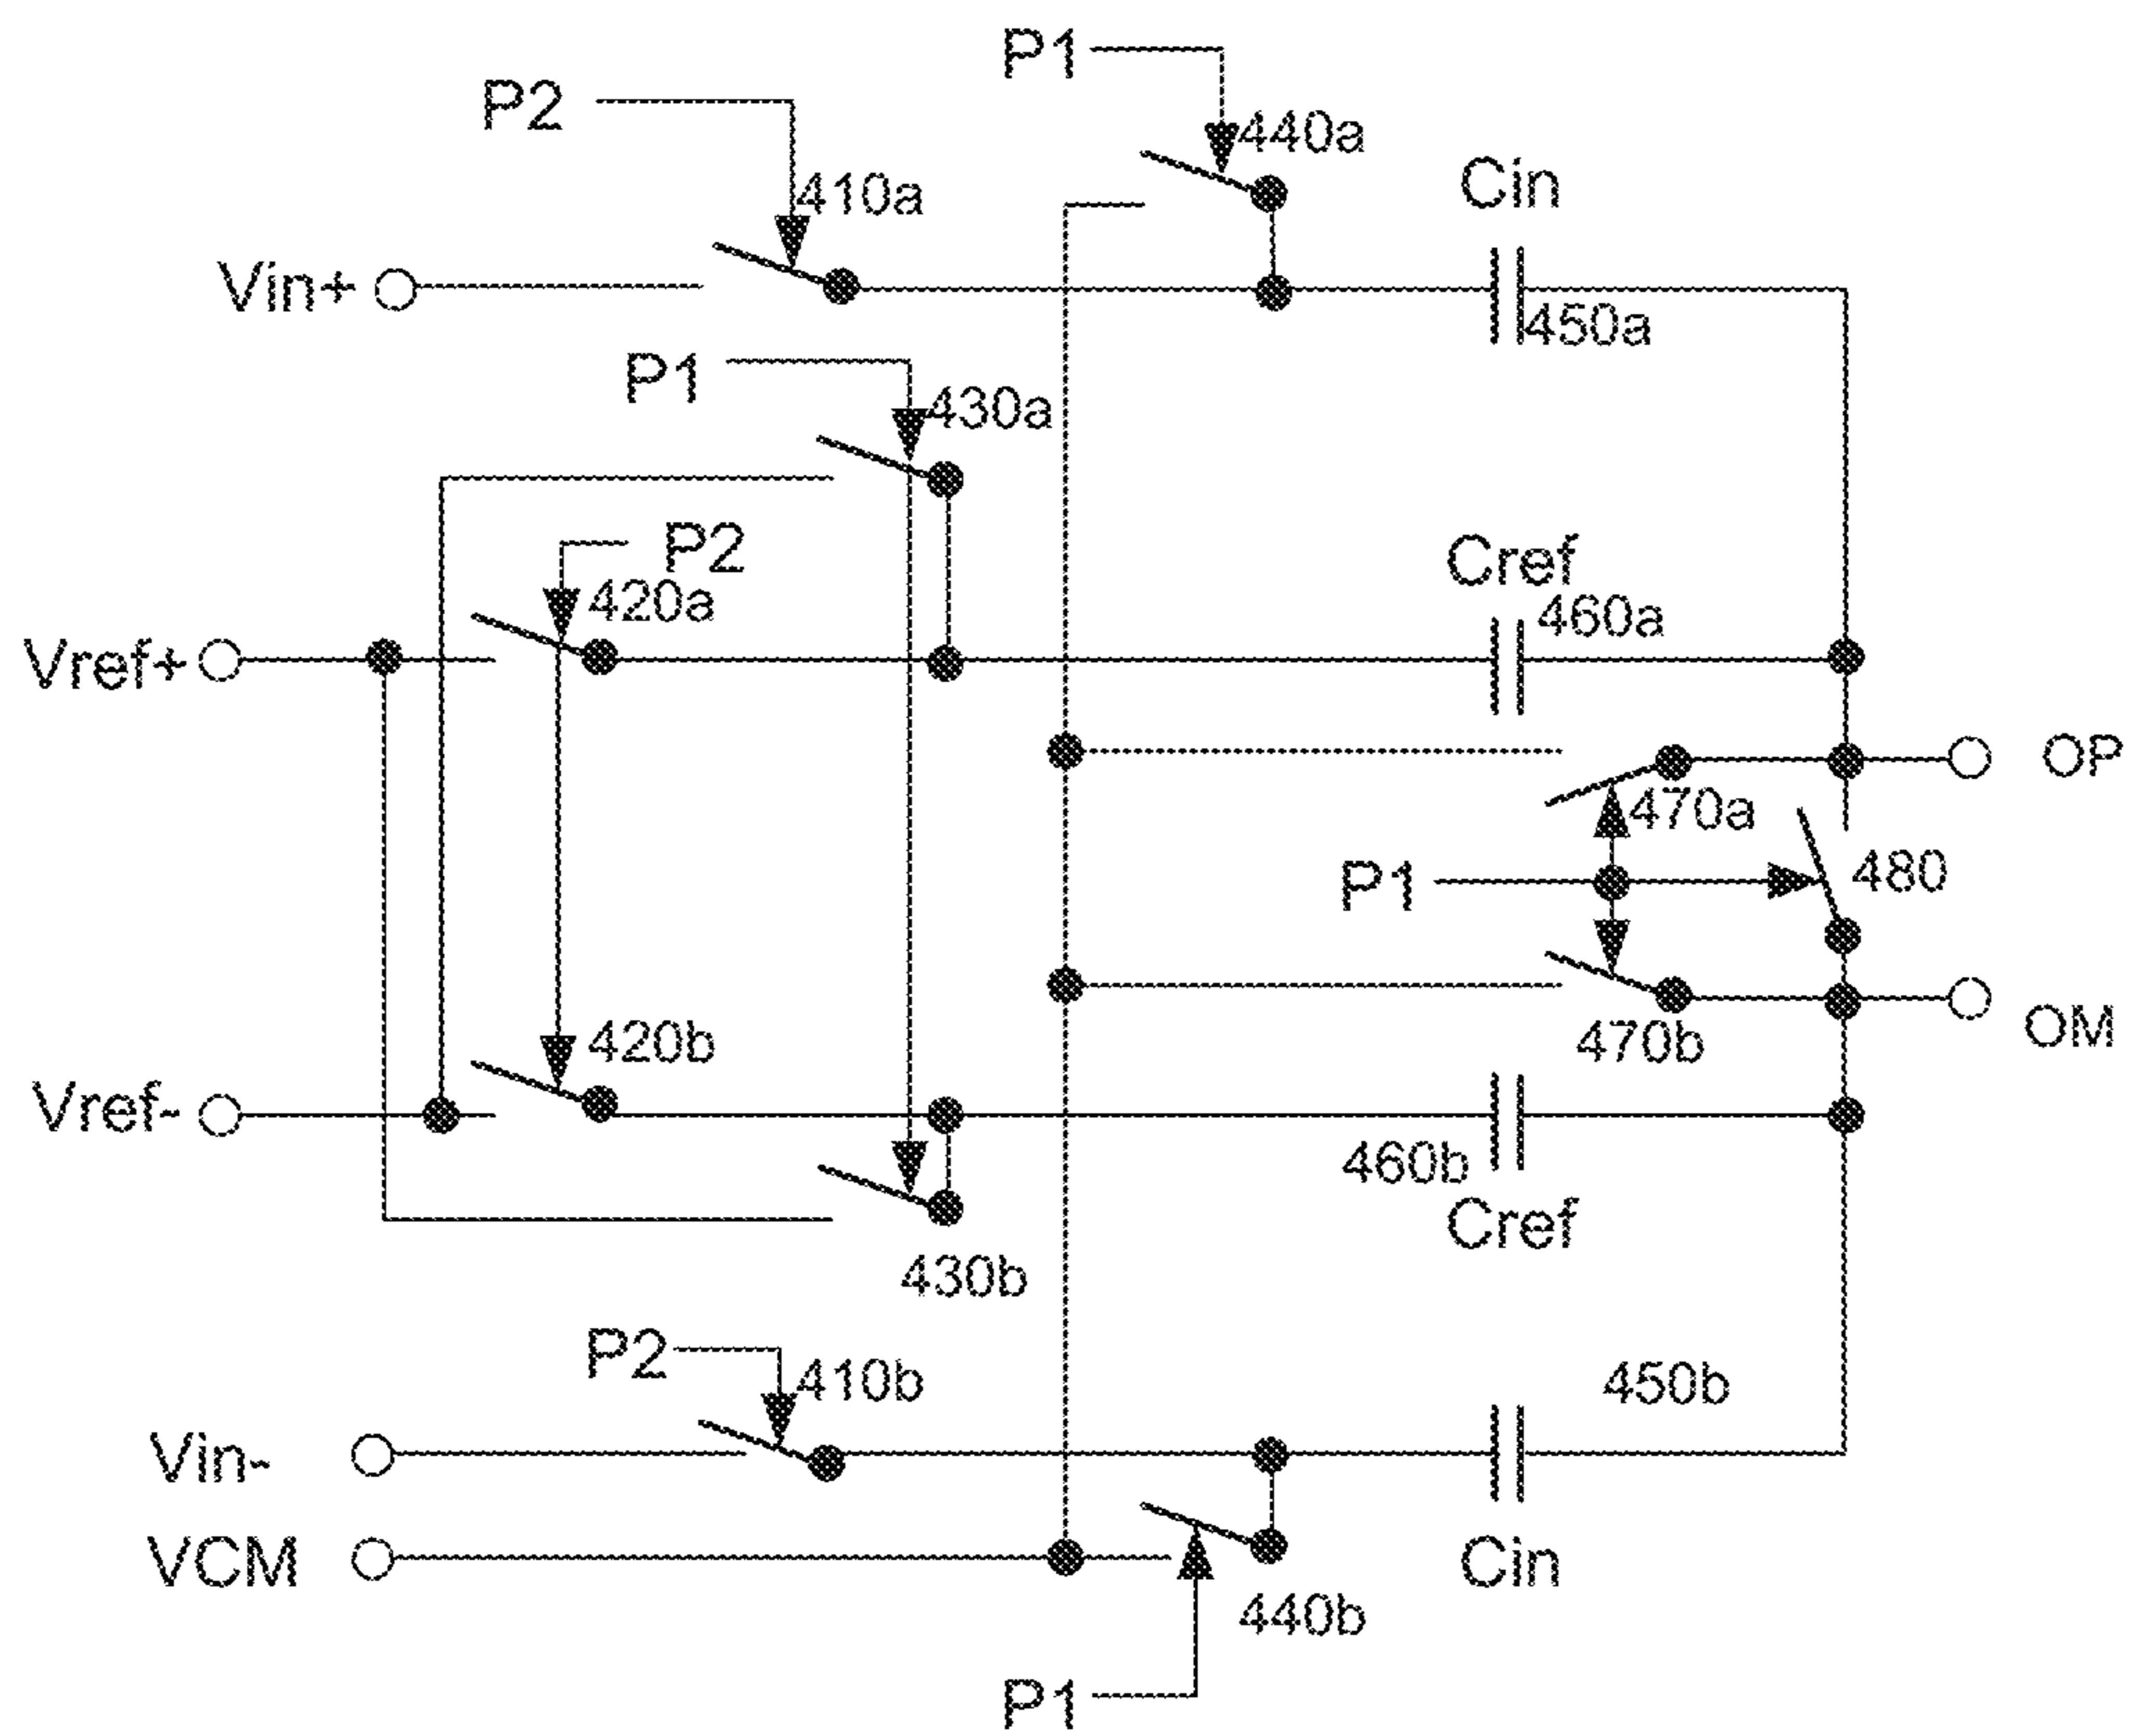 P1
P2
440a
Cin
410a
Vin+
450a
P1
430a
P2
Cref
420a
460a
Vref+
OP
470a
P1
480
OM
420b
470b
Vref-
460b
Cref
430b
P2
410b
450b
Vin-
VCM
Cin
440b
P1